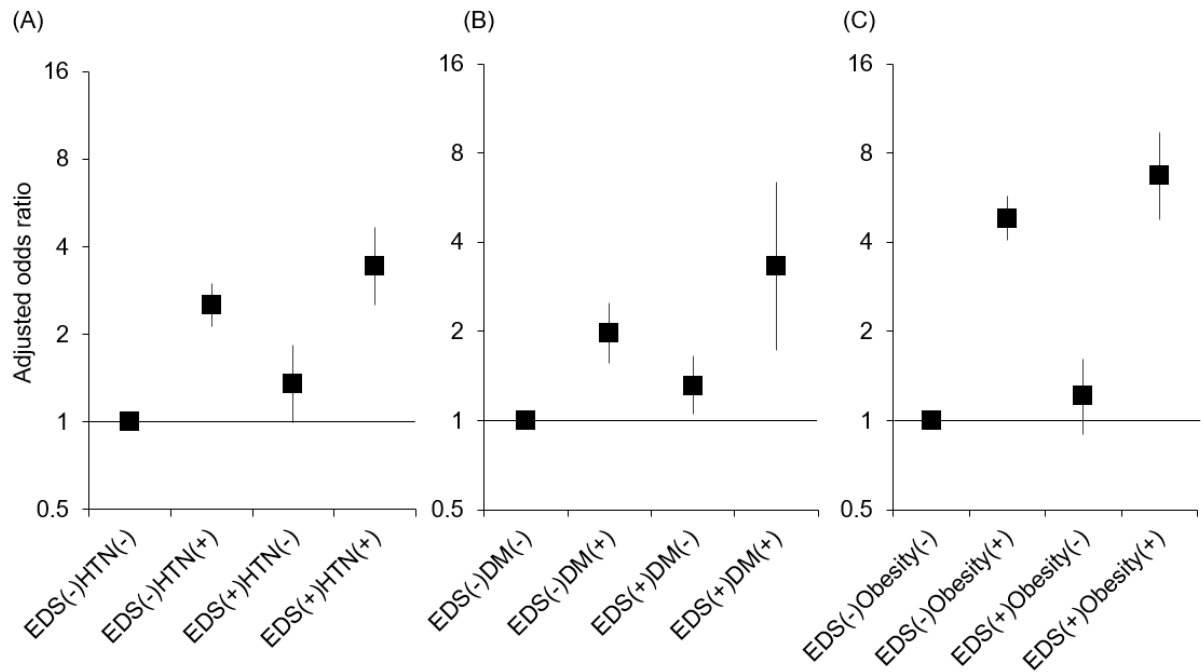 (A)
Adjusted odds ratio
16
8
4
2
1
0.5
EDS(-)HTN(-)
EDS(-)HTN(+)
EDS(+)HTN(-)
EDS(+)HTN(+)
(B)
16
8
4
2
1
0.5
EDS(-)DM(-)
EDS(-)DM(+)
EDS(+)DM(-)
EDS(+)DM(+)
(C)
16
8
4
2
1
0.5
EDS(-)Obesity(-)
EDS(-)Obesity(+)
EDS(+)Obesity(-)
EDS(+)Obesity(+)